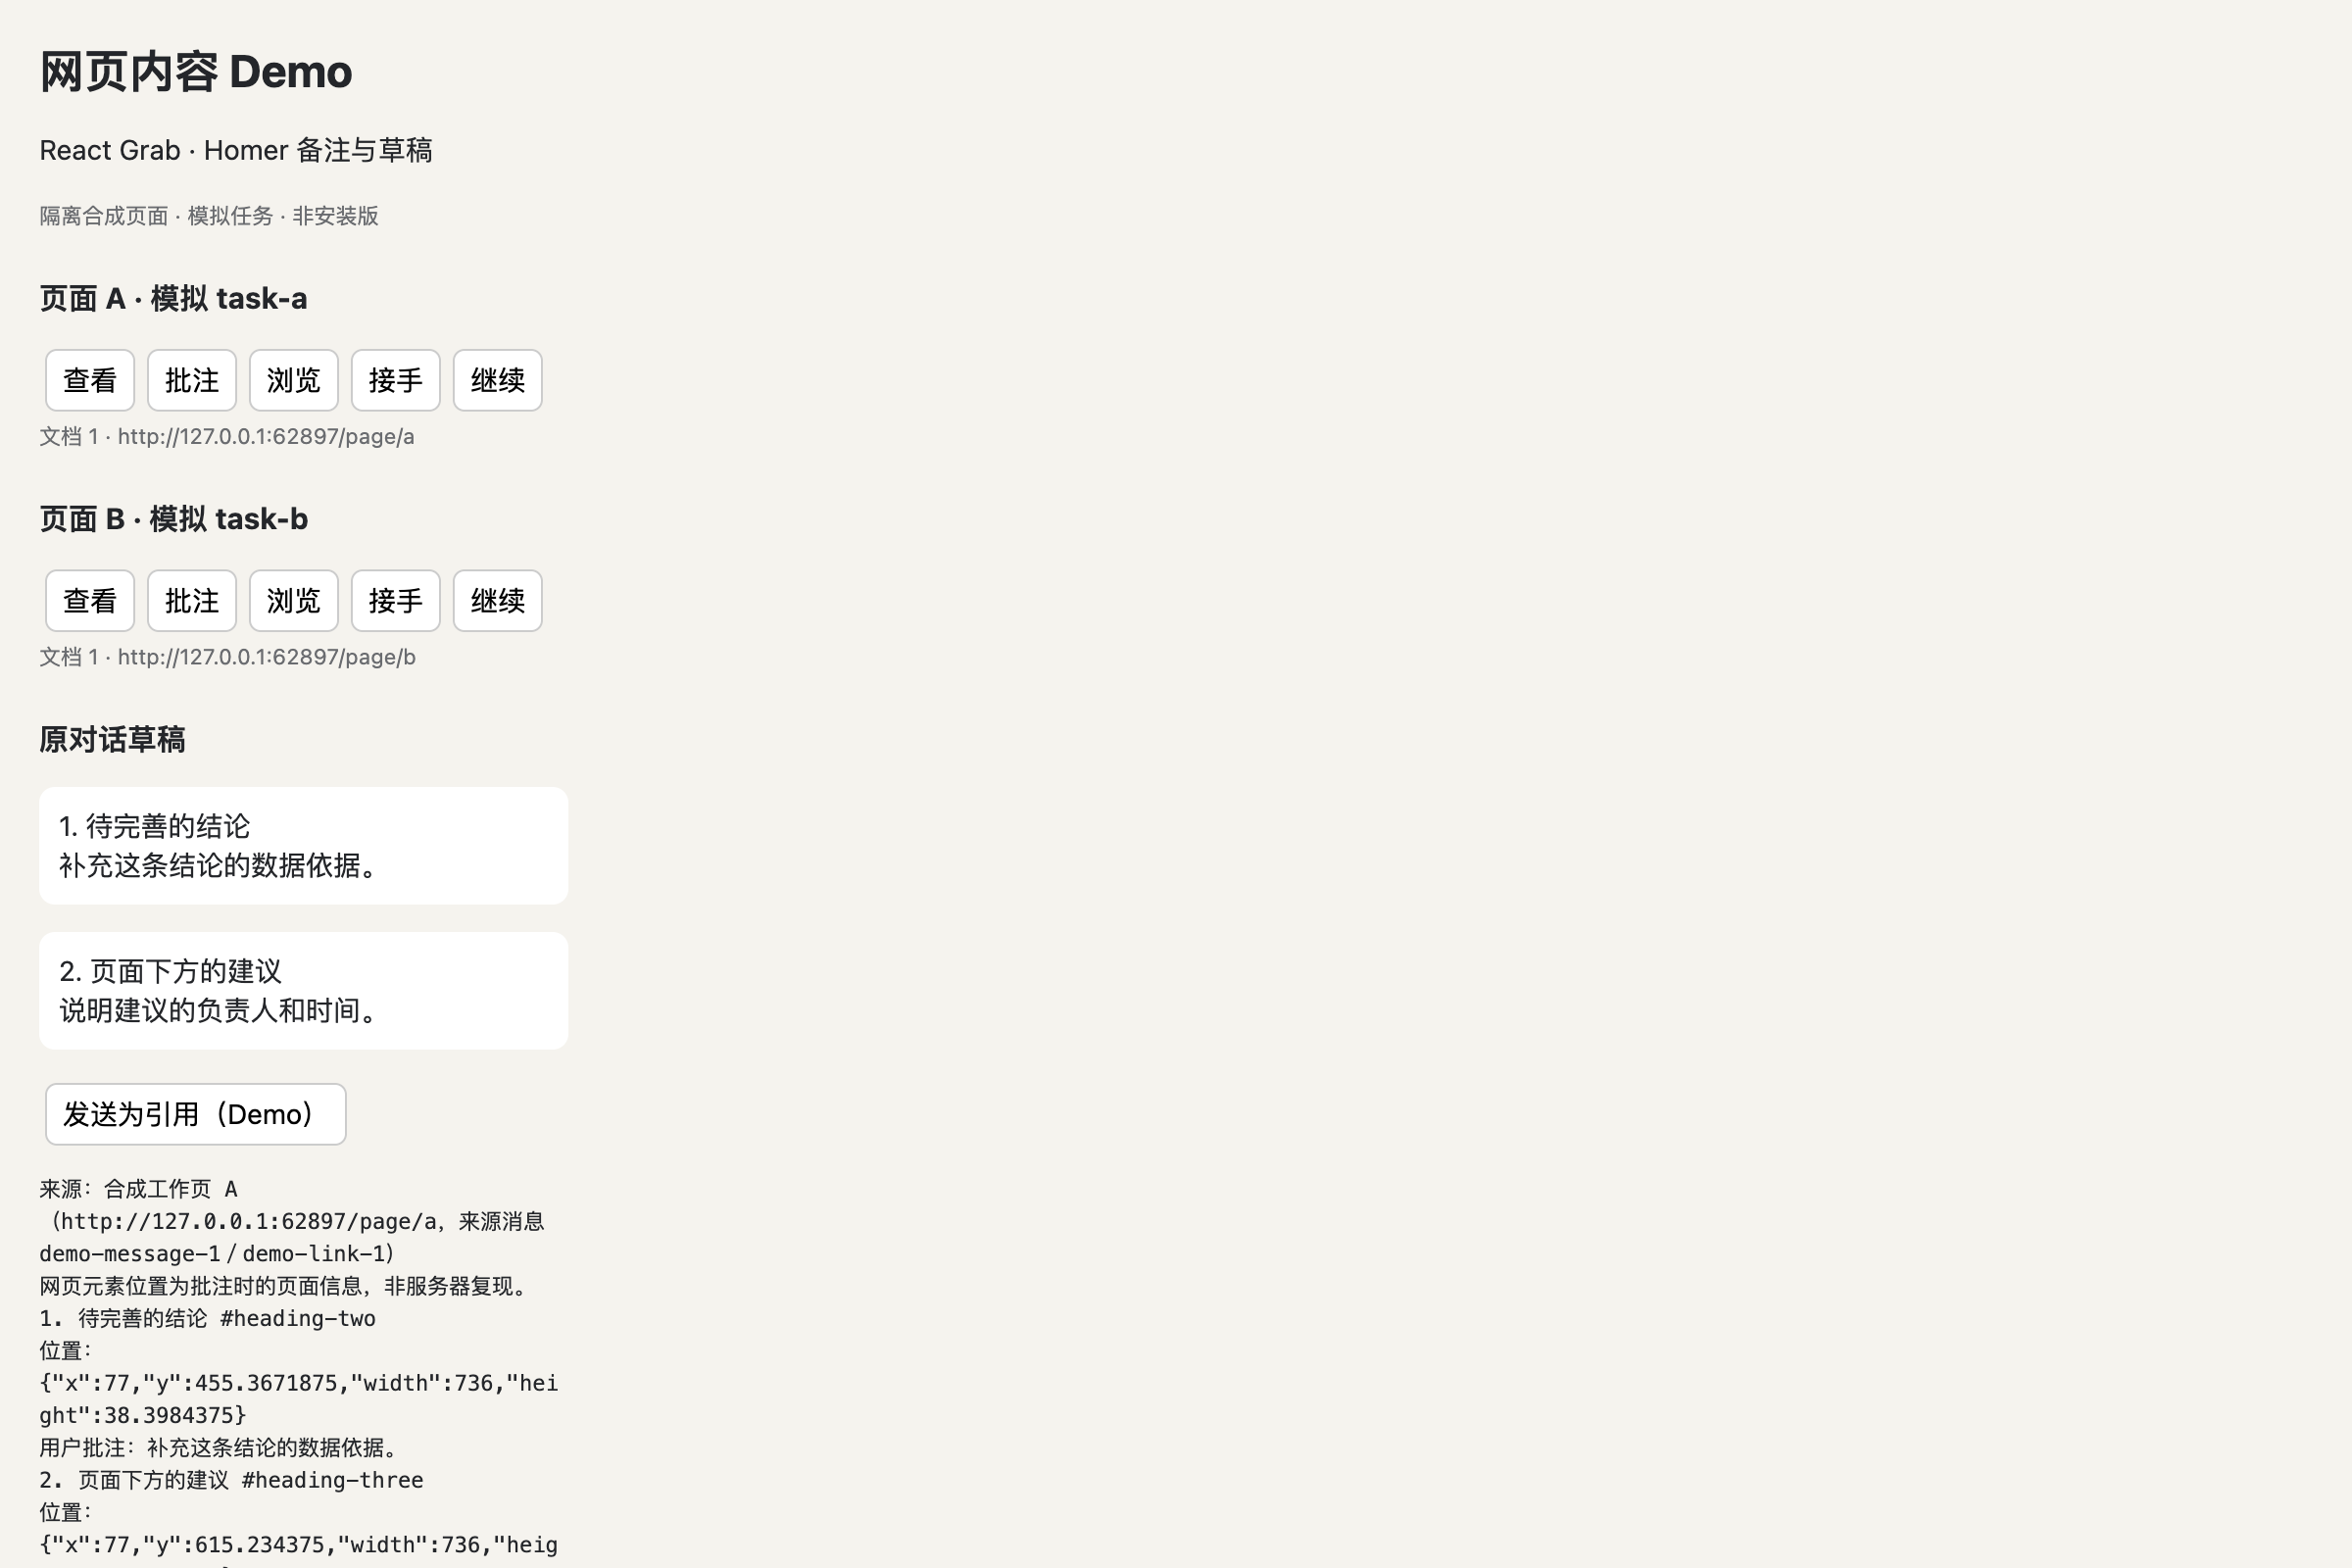 网页内容 Demo
React Grab · Homer 备注与草稿
隔离合成页面 · 模拟任务 · 非安装版
页面 A · 模拟 task-a
查看 批注 浏览 接手 继续
文档 1 · http://127.0.0.1:62897/page/a
页面 B · 模拟 task-b
查看 批注 浏览 接手 继续
文档 1 · http://127.0.0.1:62897/page/b
原对话草稿
1. 待完善的结论
补充这条结论的数据依据。
2. 页面下方的建议
说明建议的负责人和时间。
发送为引用（Demo）
来源：合成工作页 A
（http://127.0.0.1:62897/page/a，来源消息
demo-message-1 / demo-link-1）
网页元素位置为批注时的页面信息，非服务器复现。
1. 待完善的结论 #heading-two
位置：
{"x":77,"y":455.3671875,"width":736,"hei
ght":38.3984375}
用户批注：补充这条结论的数据依据。
2. 页面下方的建议 #heading-three
位置：
{"x":77,"y":615.234375,"width":736,"heig